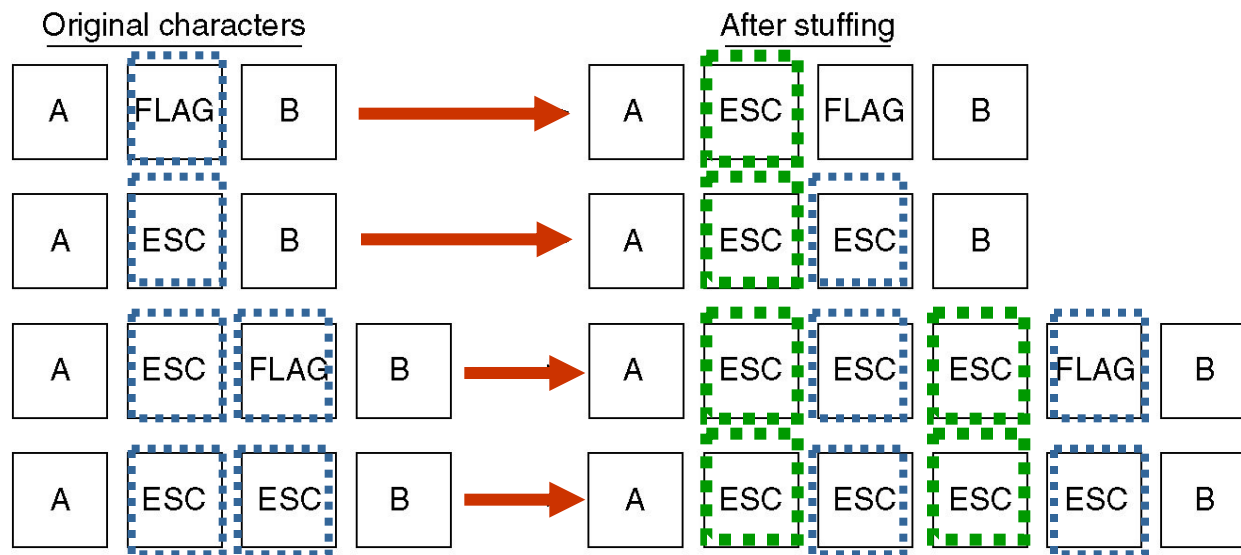 Original characters After stuffing
A FLAG B A ESC FLAG B
A ESC B A ESC ESC B
A ESC FLAG B A ESC ESC ESC FLAG B
A ESC ESC B A ESC ESC ESC ESC B